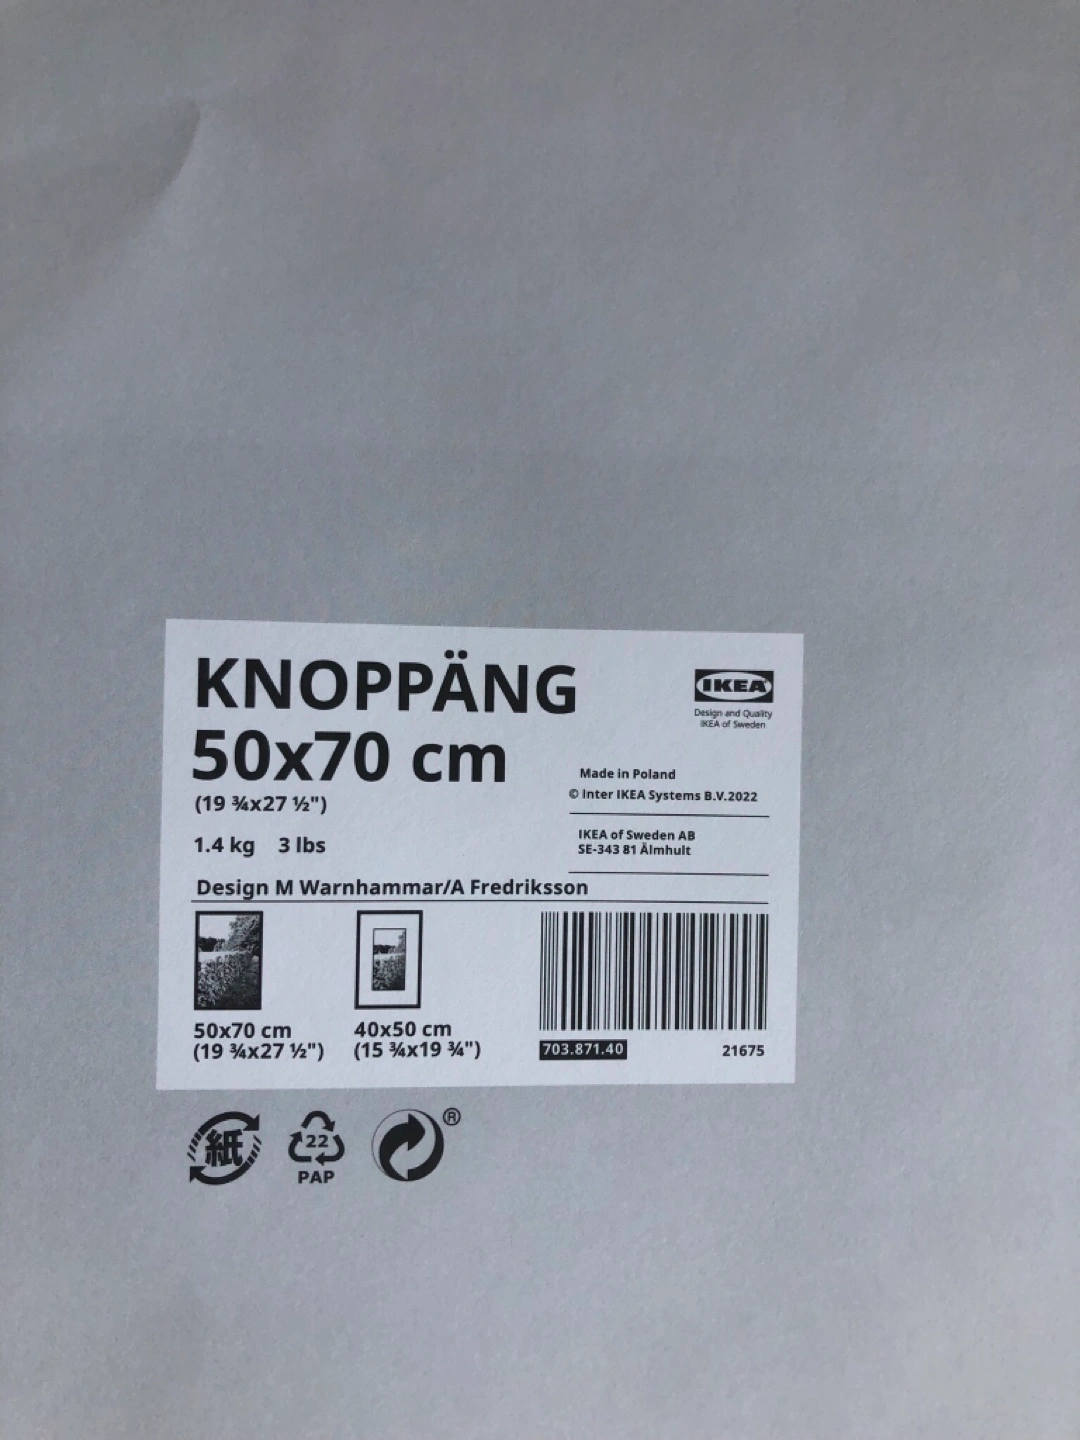 KNOPPÄNG
50x70 cm
(19 ¾x27 ½")
1.4 kg 3 lbs
Design M Warnhammar/A Fredriksson
IKEA®
Design and Quality
IKEA of Sweden
Made in Poland
© Inter IKEA Systems B.V.2022
IKEA of Sweden AB
SE-343 81 Älmhult
50x70 cm
(19 ¾x27 ½")
40x50 cm
(15 ¾x19 ¾")
703.871.40
21675
紙
22
PAP
®